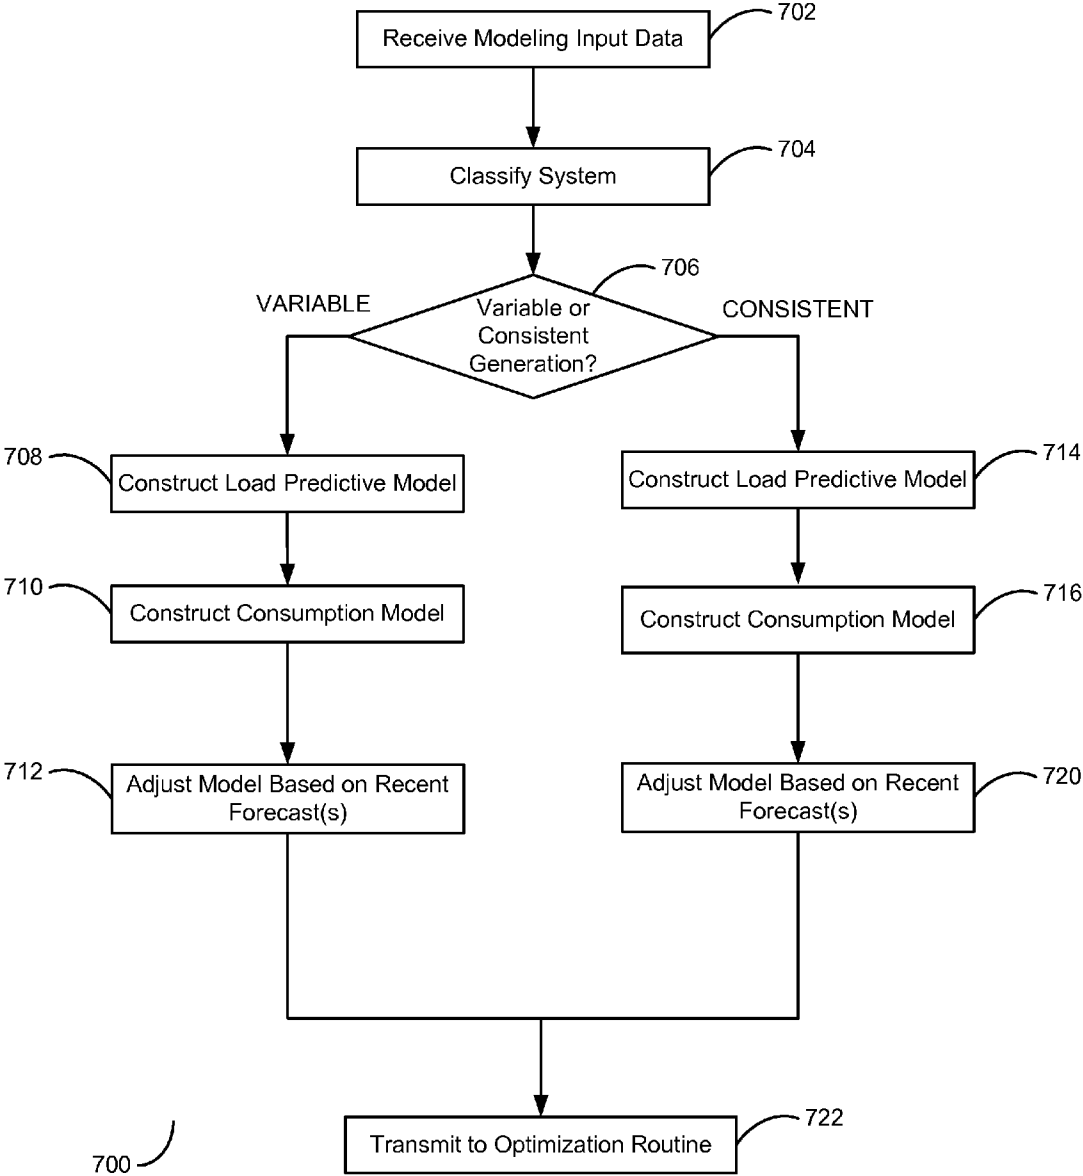 702
Receive Modeling Input Data
704
Classify System
706
VARIABLE
CONSISTENT
Variable or
Consistent
Generation?
708
Construct Load Predictive Model
714
Construct Load Predictive Model
710
Construct Consumption Model
716
Construct Consumption Model
712
Adjust Model Based on Recent
Forecast(s)
720
Adjust Model Based on Recent
Forecast(s)
722
Transmit to Optimization Routine
700